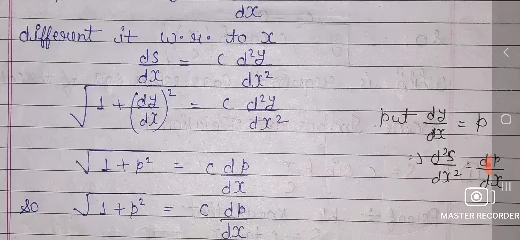 dx
different it w.r. to x
ds/dx = c d²y/dx²
√1 + (dy/dx)² = c d²y/dx²
put dy/dx = p
√1 + p² = c dp/dx
⇒ d²s/dx² = dp/dx
so √1 + p² = c dp/dx
MASTER RECORDER